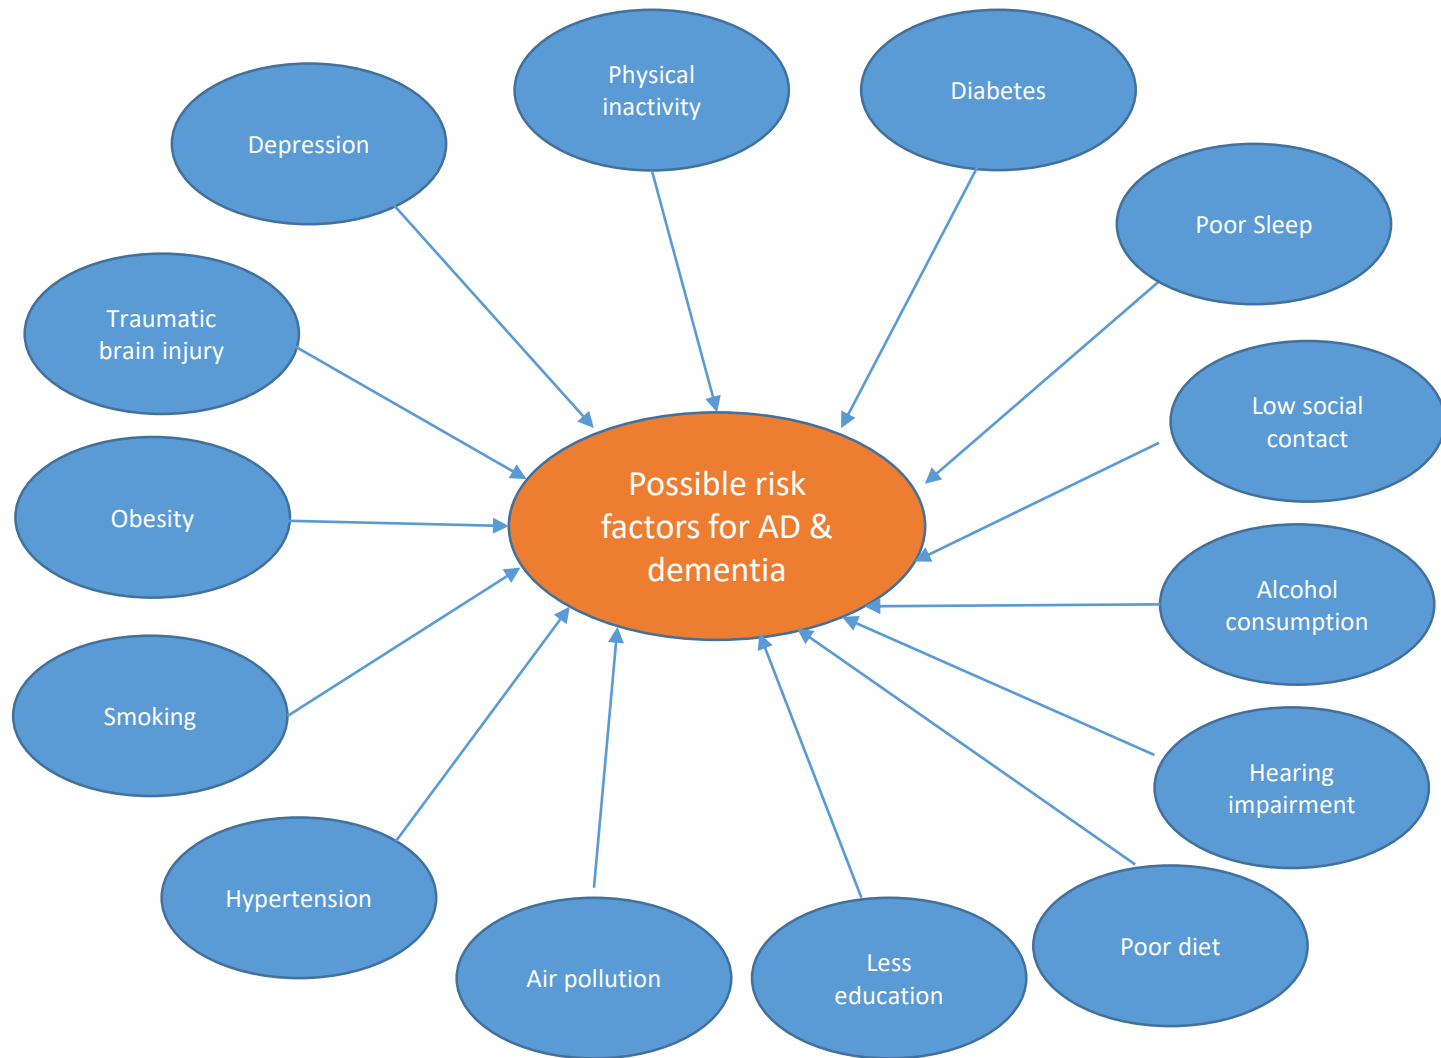 Physical
inactivity
Diabetes
Depression
Poor Sleep
Traumatic
brain injury
Low social
contact
Possible risk
factors for AD &
dementia
Obesity
Alcohol
consumption
Smoking
Hearing
impairment
Hypertension
Poor diet
Air pollution
Less
education